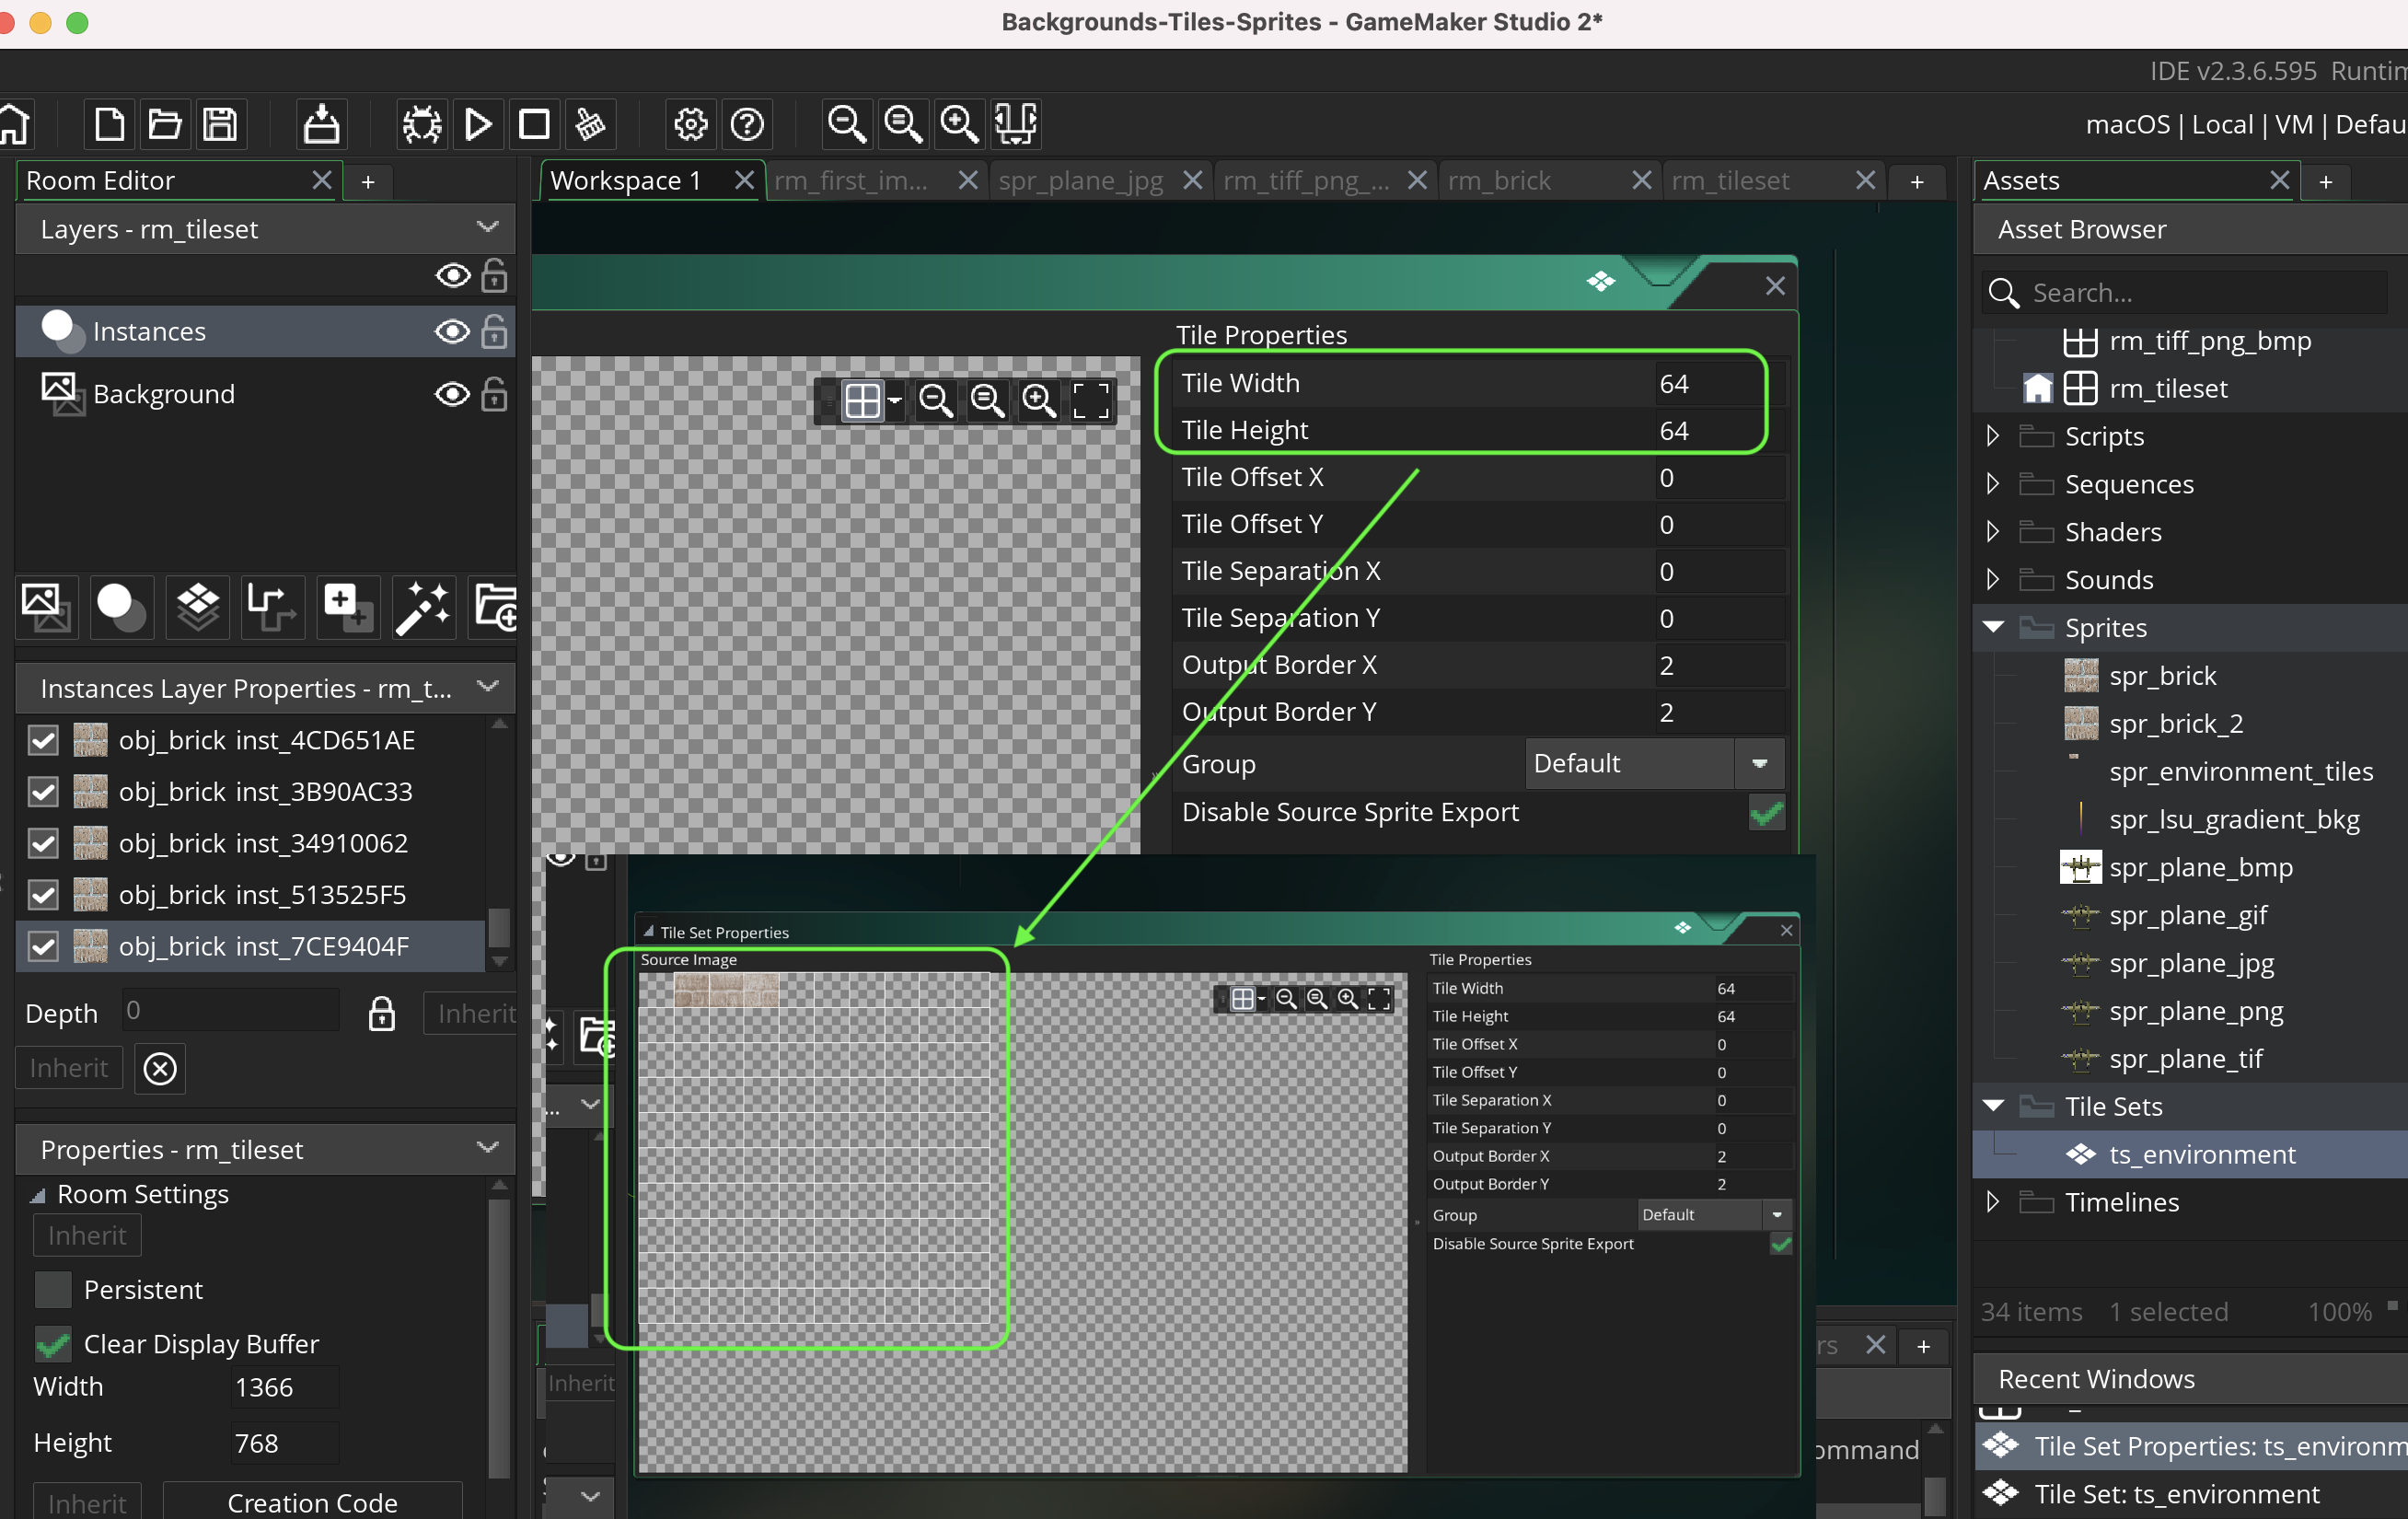 Backgrounds-Tiles-Sprites - GameMaker Studio 2*
IDE v2.3.6.595 Runtim
macOS | Local | VM | Defau
Room Editor
+
Workspace 1
rm_first_im...
spr_plane_jpg
rm_tiff_png_...
rm_brick
rm_tileset
+
Assets
+
Layers - rm_tileset
Asset Browser
Search...
Instances
Background
Tile Properties
Tile Width 64
Tile Height 64
Tile Offset X 0
Tile Offset Y 0
Tile Separation X 0
Tile Separation Y 0
Output Border X 2
Output Border Y 2
Group Default
Disable Source Sprite Export
rm_tiff_png_bmp
rm_tileset
Scripts
Sequences
Shaders
Sounds
Sprites
spr_brick
spr_brick_2
spr_environment_tiles
spr_lsu_gradient_bkg
spr_plane_bmp
spr_plane_gif
spr_plane_jpg
spr_plane_png
spr_plane_tif
Tile Sets
ts_environment
Timelines
34 items 1 selected 100%
Recent Windows
Tile Set Properties: ts_environm
Tile Set: ts_environment
Instances Layer Properties - rm_t...
obj_brick inst_4CD651AE
obj_brick inst_3B90AC33
obj_brick inst_34910062
obj_brick inst_513525F5
obj_brick inst_7CE9404F
Depth 0 Inherit
Inherit
Properties - rm_tileset
Room Settings
Inherit
Persistent
Clear Display Buffer
Width 1366
Height 768
Inherit Creation Code
Tile Set Properties
Source Image
Tile Properties
Tile Width 64
Tile Height 64
Tile Offset X 0
Tile Offset Y 0
Tile Separation X 0
Tile Separation Y 0
Output Border X 2
Output Border Y 2
Group Default
Disable Source Sprite Export
...
Inherit
rs
+
ommand